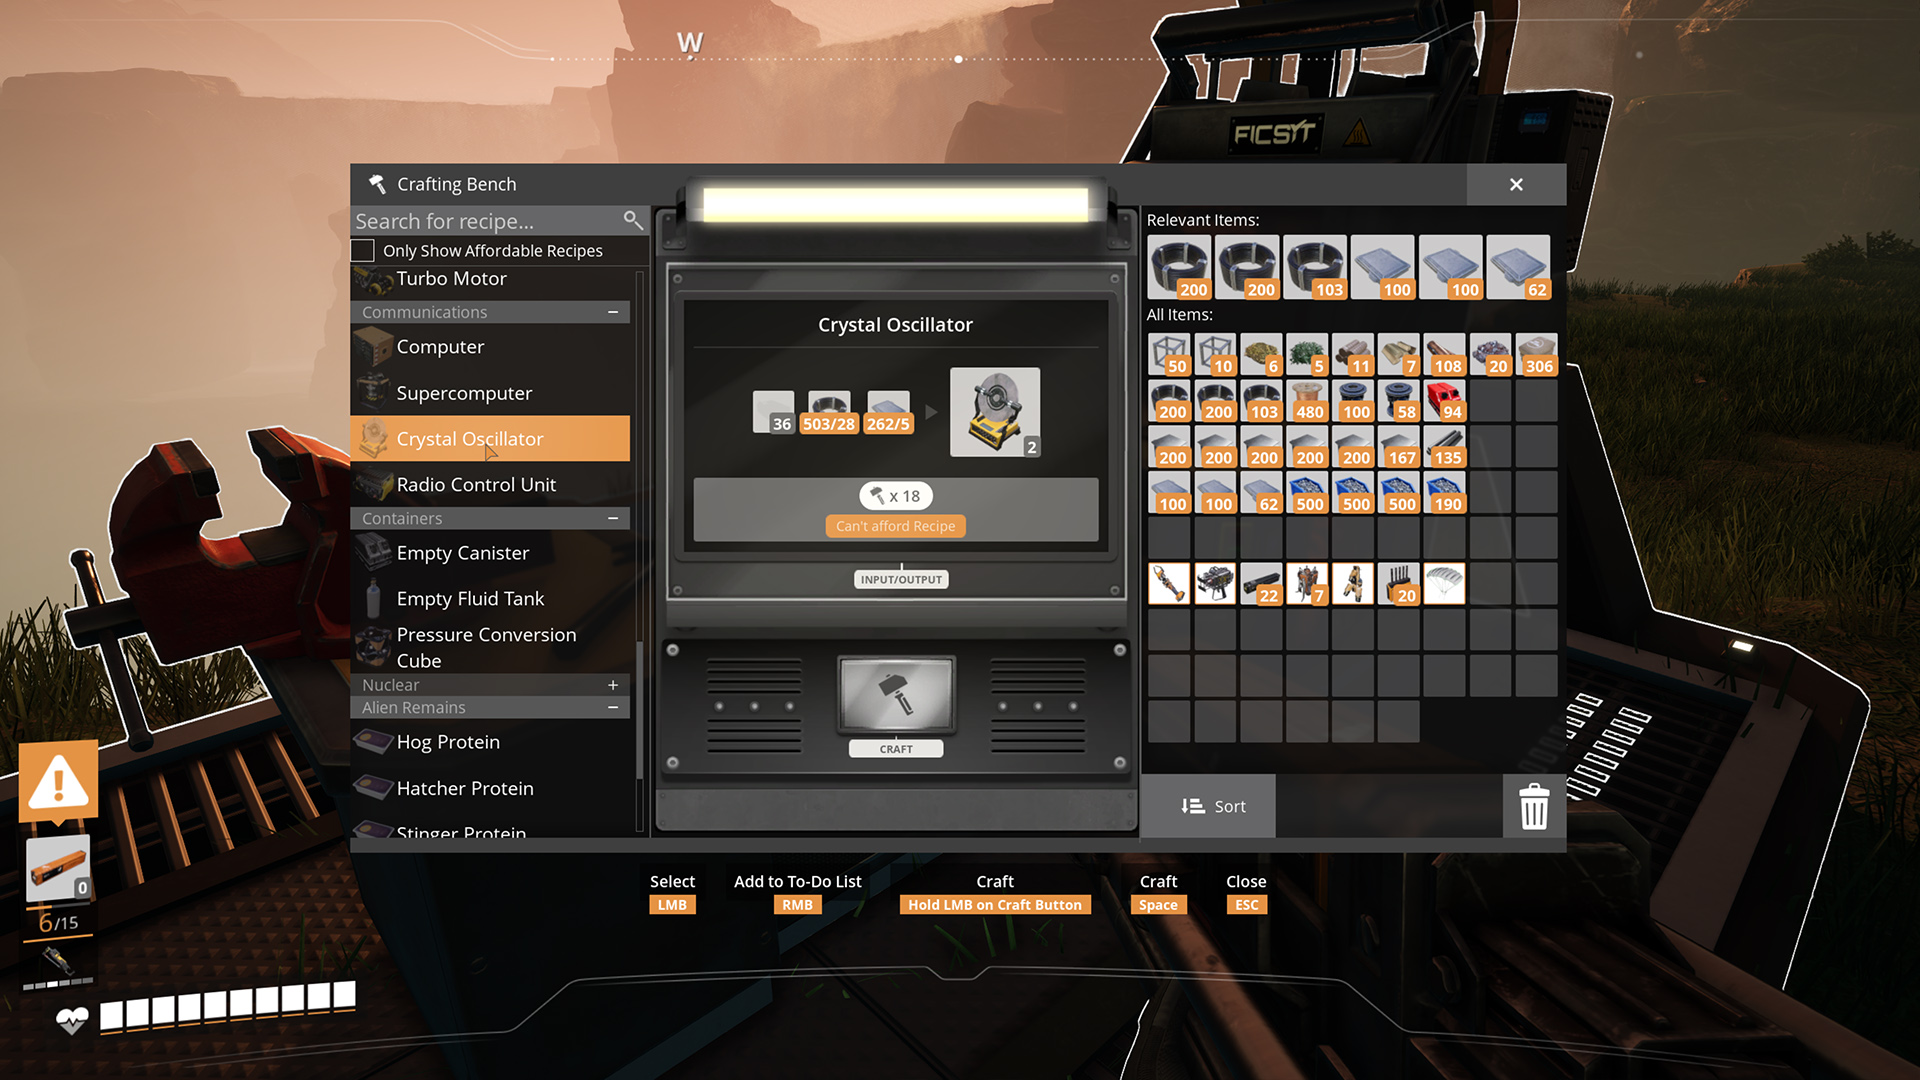 W
FICSIT
Crafting Bench
Search for recipe...
Only Show Affordable Recipes
Turbo Motor
Communications
Computer
Supercomputer
Crystal Oscillator
Radio Control Unit
Containers
Empty Canister
Empty Fluid Tank
Pressure Conversion
Cube
Nuclear
Alien Remains
Hog Protein
Hatcher Protein
Stinger Protein
Crystal Oscillator
36 503/28 262/5
2
x 18
Can't afford Recipe
INPUT/OUTPUT
CRAFT
Relevant Items:
200 200 103 100 100 62
All Items:
50 10 6 5 11 7 108 20 306
200 200 103 480 100 58 94
200 200 200 200 200 167 135
100 100 62 500 500 500 190
22 7 20
Sort
Select
LMB
Add to To-Do List
RMB
Craft
Hold LMB on Craft Button
Craft
Space
Close
ESC
0
6/15